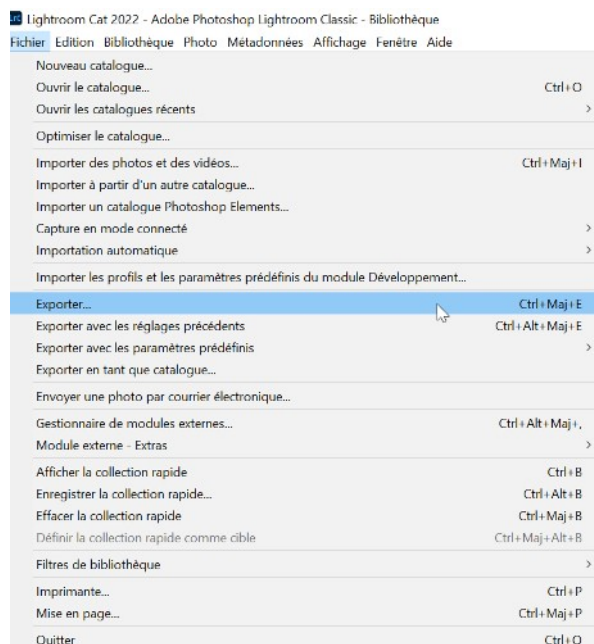 LrC Lightroom Cat 2022 - Adobe Photoshop Lightroom Classic - Bibliothèque
Fichier Edition Bibliothèque Photo Métadonnées Affichage Fenêtre Aide
Nouveau catalogue...
Ouvrir le catalogue... Ctrl+O
Ouvrir les catalogues récents >
Optimiser le catalogue...
Importer des photos et des vidéos... Ctrl+Maj+I
Importer à partir d'un autre catalogue...
Importer un catalogue Photoshop Elements...
Capture en mode connecté >
Importation automatique >
Importer les profils et les paramètres prédéfinis du module Développement...
Exporter... Ctrl+Maj+E
Exporter avec les réglages précédents Ctrl+Alt+Maj+E
Exporter avec les paramètres prédéfinis >
Exporter en tant que catalogue...
Envoyer une photo par courrier électronique...
Gestionnaire de modules externes... Ctrl+Alt+Maj+,
Module externe - Extras >
Afficher la collection rapide Ctrl+B
Enregistrer la collection rapide... Ctrl+Alt+B
Effacer la collection rapide Ctrl+Maj+B
Définir la collection rapide comme cible Ctrl+Maj+Alt+B
Filtres de bibliothèque >
Imprimante... Ctrl+P
Mise en page... Ctrl+Maj+P
Quitter Ctrl+Q